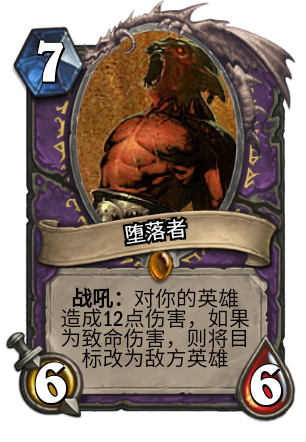 7
堕落者
战吼：对你的英雄
造成12点伤害，如果
为致命伤害，则将目
标改为敌方英雄
6
6